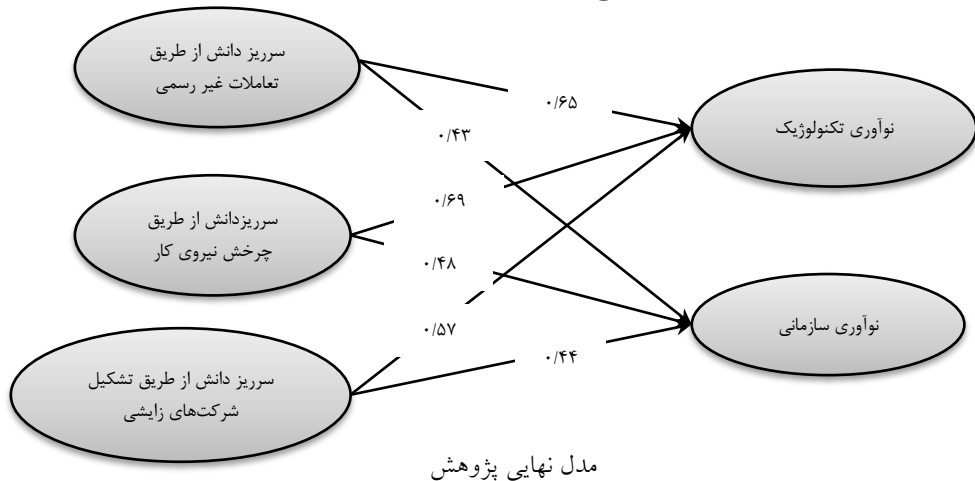 سرریز دانش از طریق
تعاملات غیر رسمی
۰/۶۵
نوآوری تکنولوژیک
۰/۴۳
سرریزدانش از طریق
چرخش نیروی کار
۰/۶۹
۰/۴۸
نوآوری سازمانی
۰/۵۷
۰/۴۴
سرریز دانش از طریق تشکیل
شرکت‌های زایشی
مدل نهایی پژوهش